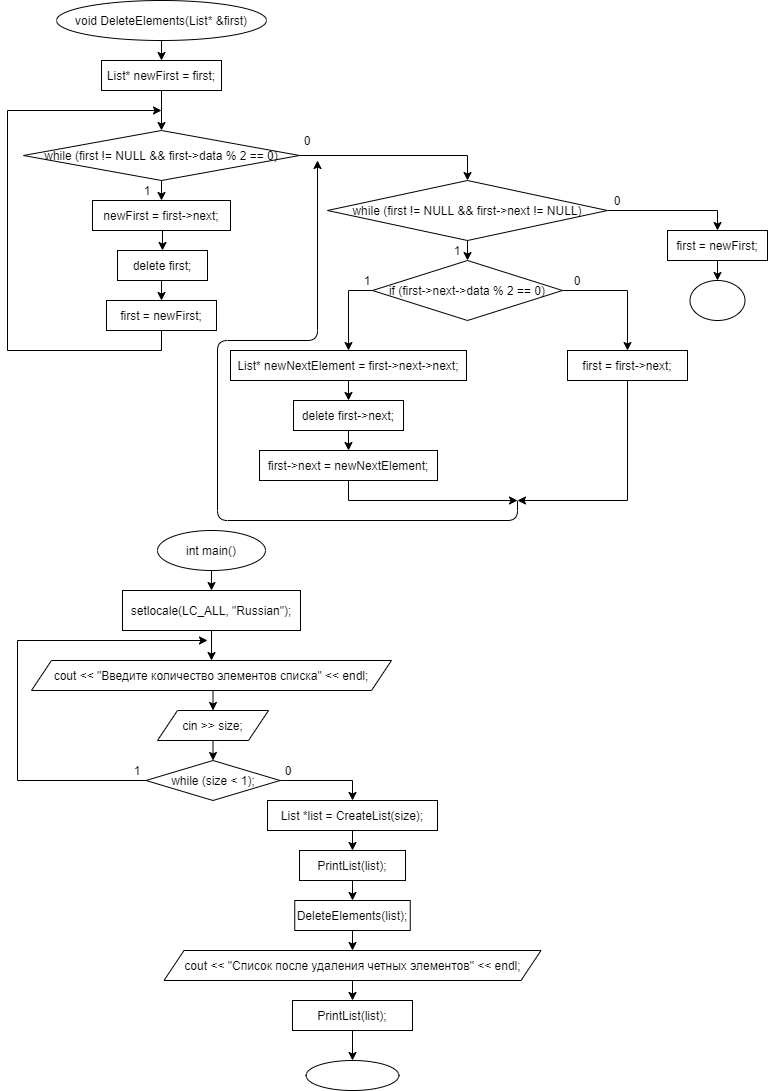 void DeleteElements(List* &first)
List* newFirst = first;
while (first != NULL && first->data % 2 == 0)
0
1
newFirst = first->next;
delete first;
first = newFirst;
while (first != NULL && first->next != NULL)
0
first = newFirst;
1
if (first->next->data % 2 == 0)
1
0
List* newNextElement = first->next->next;
first = first->next;
delete first->next;
first->next = newNextElement;
int main()
setlocale(LC_ALL, "Russian");
cout << "Введите количество элементов списка" << endl;
cin >> size;
while (size < 1);
1
0
List *list = CreateList(size);
PrintList(list);
DeleteElements(list);
cout << "Список после удаления четных элементов" << endl;
PrintList(list);